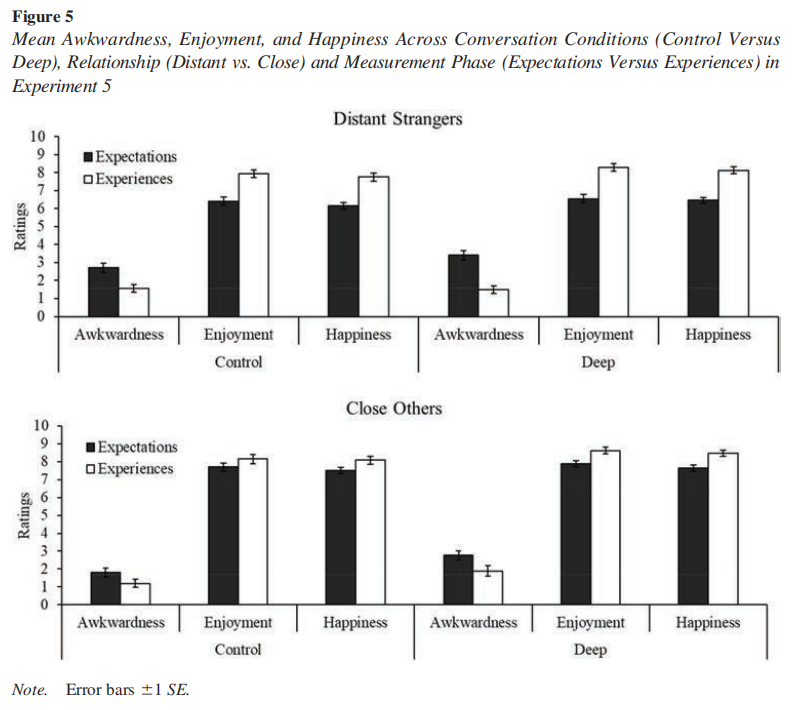 Figure 5
Mean Awkwardness, Enjoyment, and Happiness Across Conversation Conditions (Control Versus
Deep), Relationship (Distant vs. Close) and Measurement Phase (Expectations Versus Experiences) in
Experiment 5
Distant Strangers
10
9
8
7
6
5
4
3
2
1
0
Ratings
Expectations
Experiences
Awkwardness Enjoyment Happiness Awkwardness Enjoyment Happiness
Control Deep
Close Others
10
9
8
7
6
5
4
3
2
1
0
Ratings
Expectations
Experiences
Awkwardness Enjoyment Happiness Awkwardness Enjoyment Happiness
Control Deep
Note. Error bars ±1 SE.